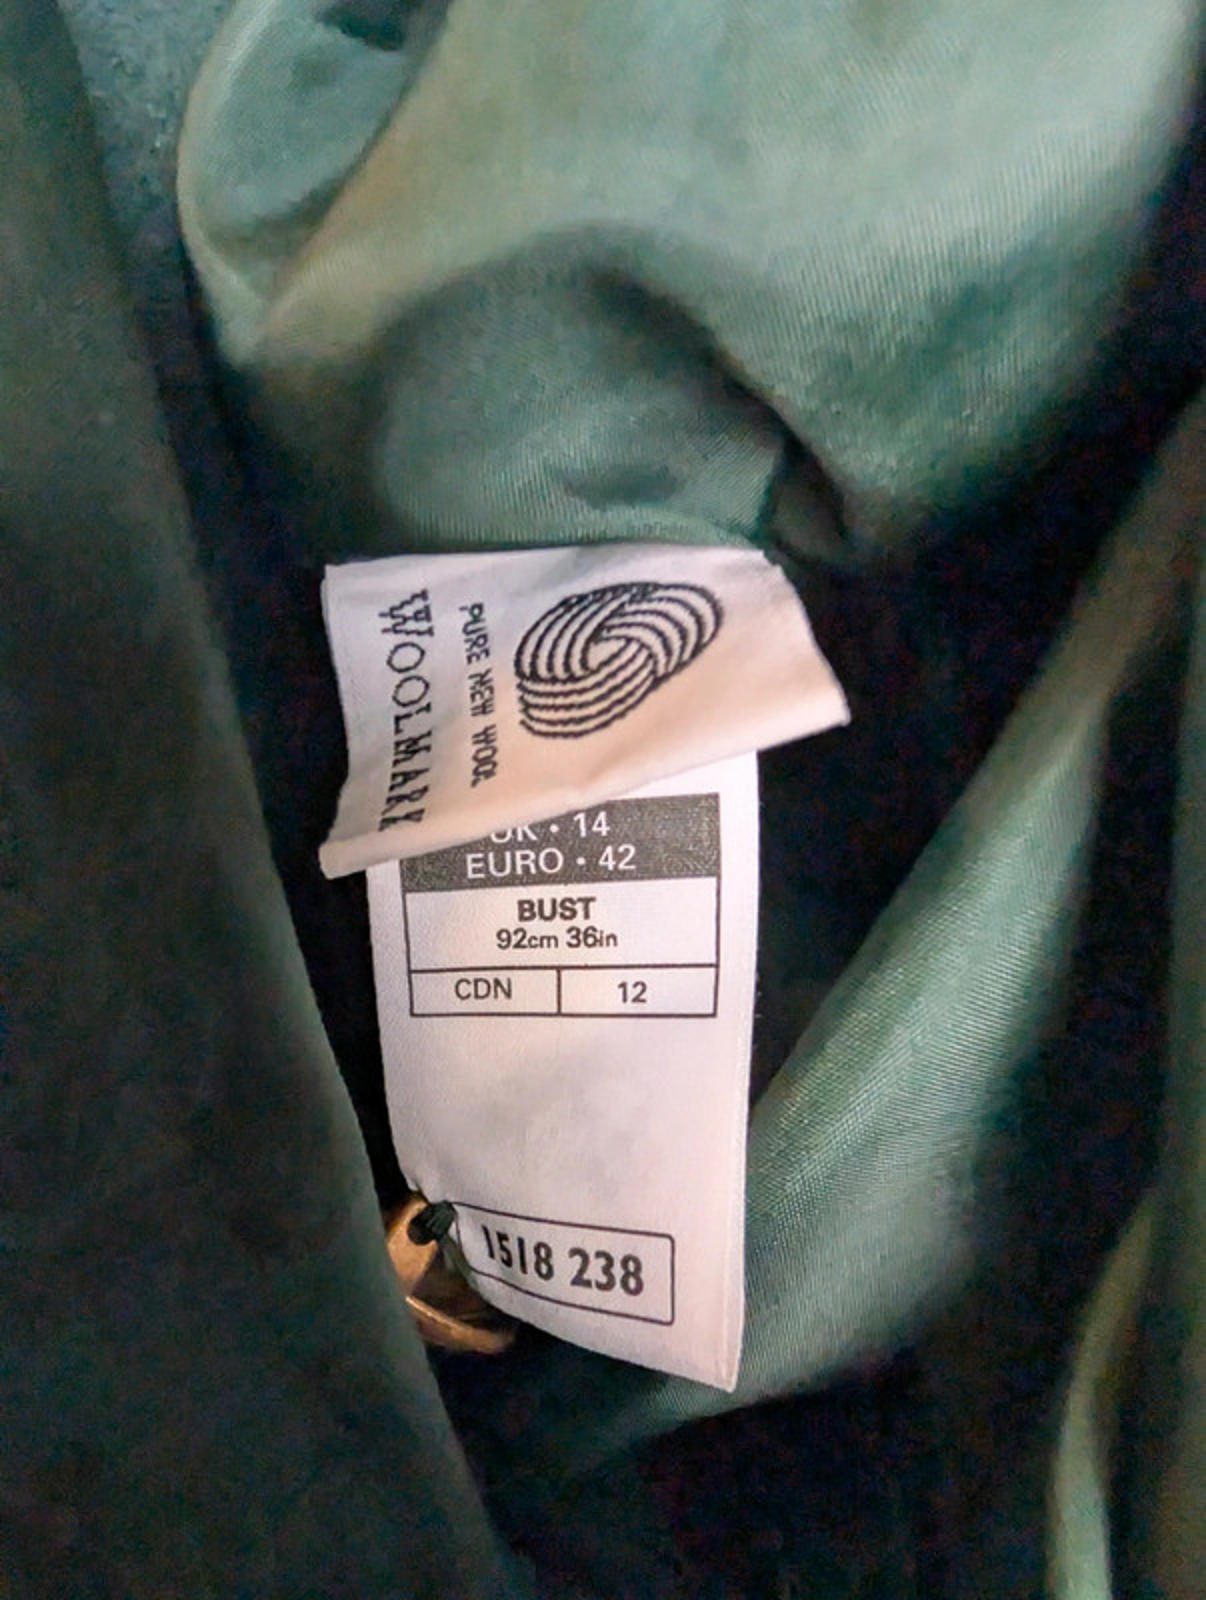 WOOLMARK
PURE NEW WOOL
UK • 14
EURO • 42
BUST
92cm 36in
CDN 12
1518 238